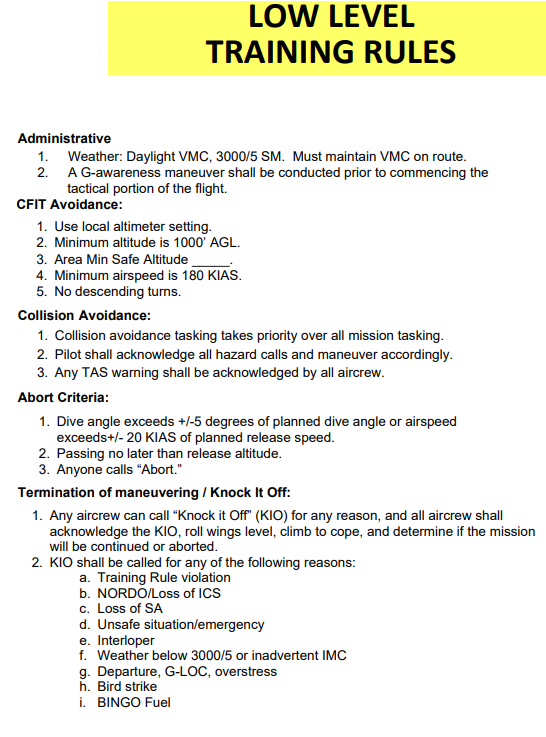 LOW LEVEL
TRAINING RULES
Administrative
1. Weather: Daylight VMC, 3000/5 SM. Must maintain VMC on route.
2. A G-awareness maneuver shall be conducted prior to commencing the
tactical portion of the flight.
CFIT Avoidance:
1. Use local altimeter setting.
2. Minimum altitude is 1000' AGL.
3. Area Min Safe Altitude _____.
4. Minimum airspeed is 180 KIAS.
5. No descending turns.
Collision Avoidance:
1. Collision avoidance tasking takes priority over all mission tasking.
2. Pilot shall acknowledge all hazard calls and maneuver accordingly.
3. Any TAS warning shall be acknowledged by all aircrew.
Abort Criteria:
1. Dive angle exceeds +/-5 degrees of planned dive angle or airspeed
exceeds+/- 20 KIAS of planned release speed.
2. Passing no later than release altitude.
3. Anyone calls “Abort.”
Termination of maneuvering / Knock It Off:
1. Any aircrew can call “Knock it Off” (KIO) for any reason, and all aircrew shall
acknowledge the KIO, roll wings level, climb to cope, and determine if the mission
will be continued or aborted.
2. KIO shall be called for any of the following reasons:
a. Training Rule violation
b. NORDO/Loss of ICS
c. Loss of SA
d. Unsafe situation/emergency
e. Interloper
f. Weather below 3000/5 or inadvertent IMC
g. Departure, G-LOC, overstress
h. Bird strike
i. BINGO Fuel